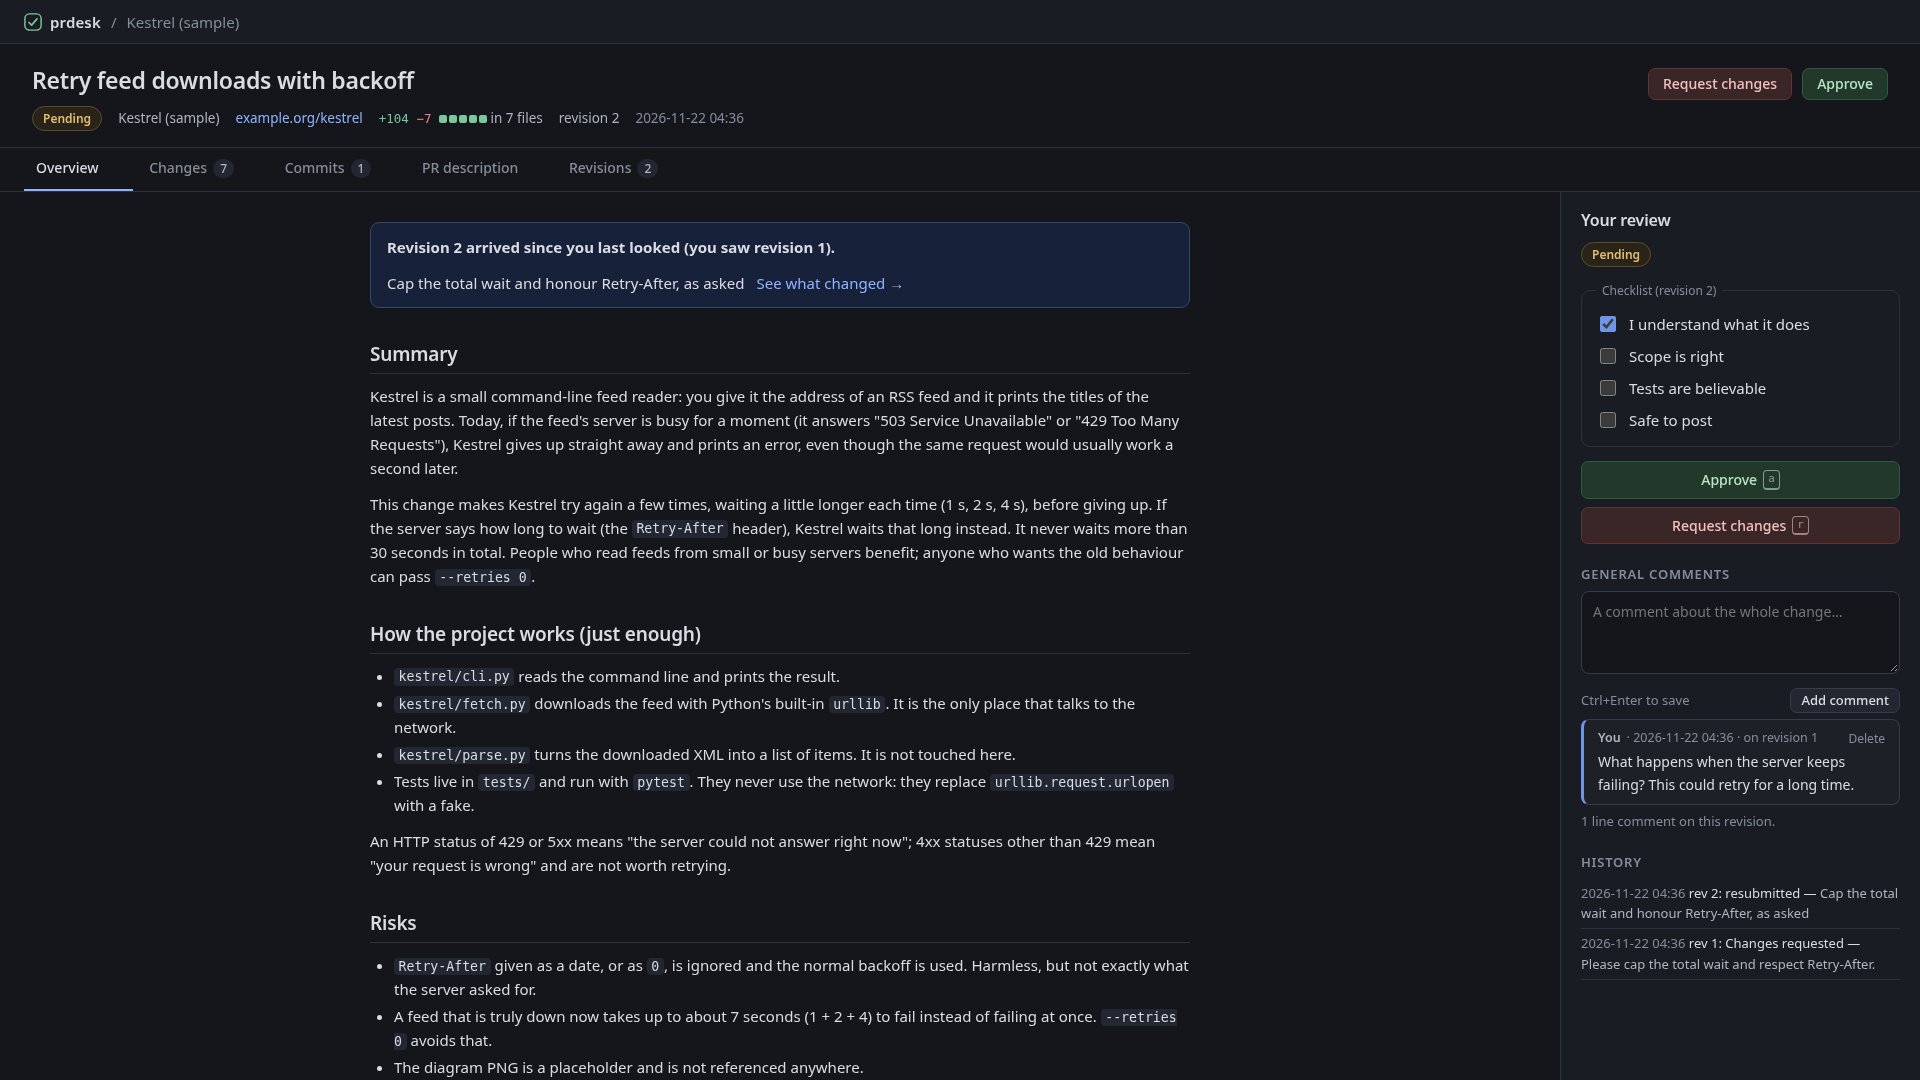 prdesk / Kestrel (sample)
Retry feed downloads with backoff
Request changes
Approve
Pending Kestrel (sample) example.org/kestrel +104 −7 in 7 files revision 2 2026-11-22 04:36
Overview
Changes 7
Commits 1
PR description
Revisions 2
Revision 2 arrived since you last looked (you saw revision 1).
Cap the total wait and honour Retry-After, as asked See what changed →
Summary
Kestrel is a small command-line feed reader: you give it the address of an RSS feed and it prints the titles of the
latest posts. Today, if the feed's server is busy for a moment (it answers "503 Service Unavailable" or "429 Too Many
Requests"), Kestrel gives up straight away and prints an error, even though the same request would usually work a
second later.
This change makes Kestrel try again a few times, waiting a little longer each time (1 s, 2 s, 4 s), before giving up. If
the server says how long to wait (the Retry-After header), Kestrel waits that long instead. It never waits more than
30 seconds in total. People who read feeds from small or busy servers benefit; anyone who wants the old behaviour
can pass --retries 0.
How the project works (just enough)
• kestrel/cli.py reads the command line and prints the result.
• kestrel/fetch.py downloads the feed with Python's built-in urllib. It is the only place that talks to the
network.
• kestrel/parse.py turns the downloaded XML into a list of items. It is not touched here.
• Tests live in tests/ and run with pytest. They never use the network: they replace urllib.request.urlopen
with a fake.
An HTTP status of 429 or 5xx means "the server could not answer right now"; 4xx statuses other than 429 mean
"your request is wrong" and are not worth retrying.
Risks
• Retry-After given as a date, or as 0, is ignored and the normal backoff is used. Harmless, but not exactly what
the server asked for.
• A feed that is truly down now takes up to about 7 seconds (1 + 2 + 4) to fail instead of failing at once. --retries
0 avoids that.
• The diagram PNG is a placeholder and is not referenced anywhere.
Your review
Pending
Checklist (revision 2)
I understand what it does
Scope is right
Tests are believable
Safe to post
Approve a
Request changes r
GENERAL COMMENTS
A comment about the whole change…
Ctrl+Enter to save
Add comment
You · 2026-11-22 04:36 · on revision 1 Delete
What happens when the server keeps
failing? This could retry for a long time.
1 line comment on this revision.
HISTORY
2026-11-22 04:36 rev 2: resubmitted — Cap the total
wait and honour Retry-After, as asked
2026-11-22 04:36 rev 1: Changes requested —
Please cap the total wait and respect Retry-After.